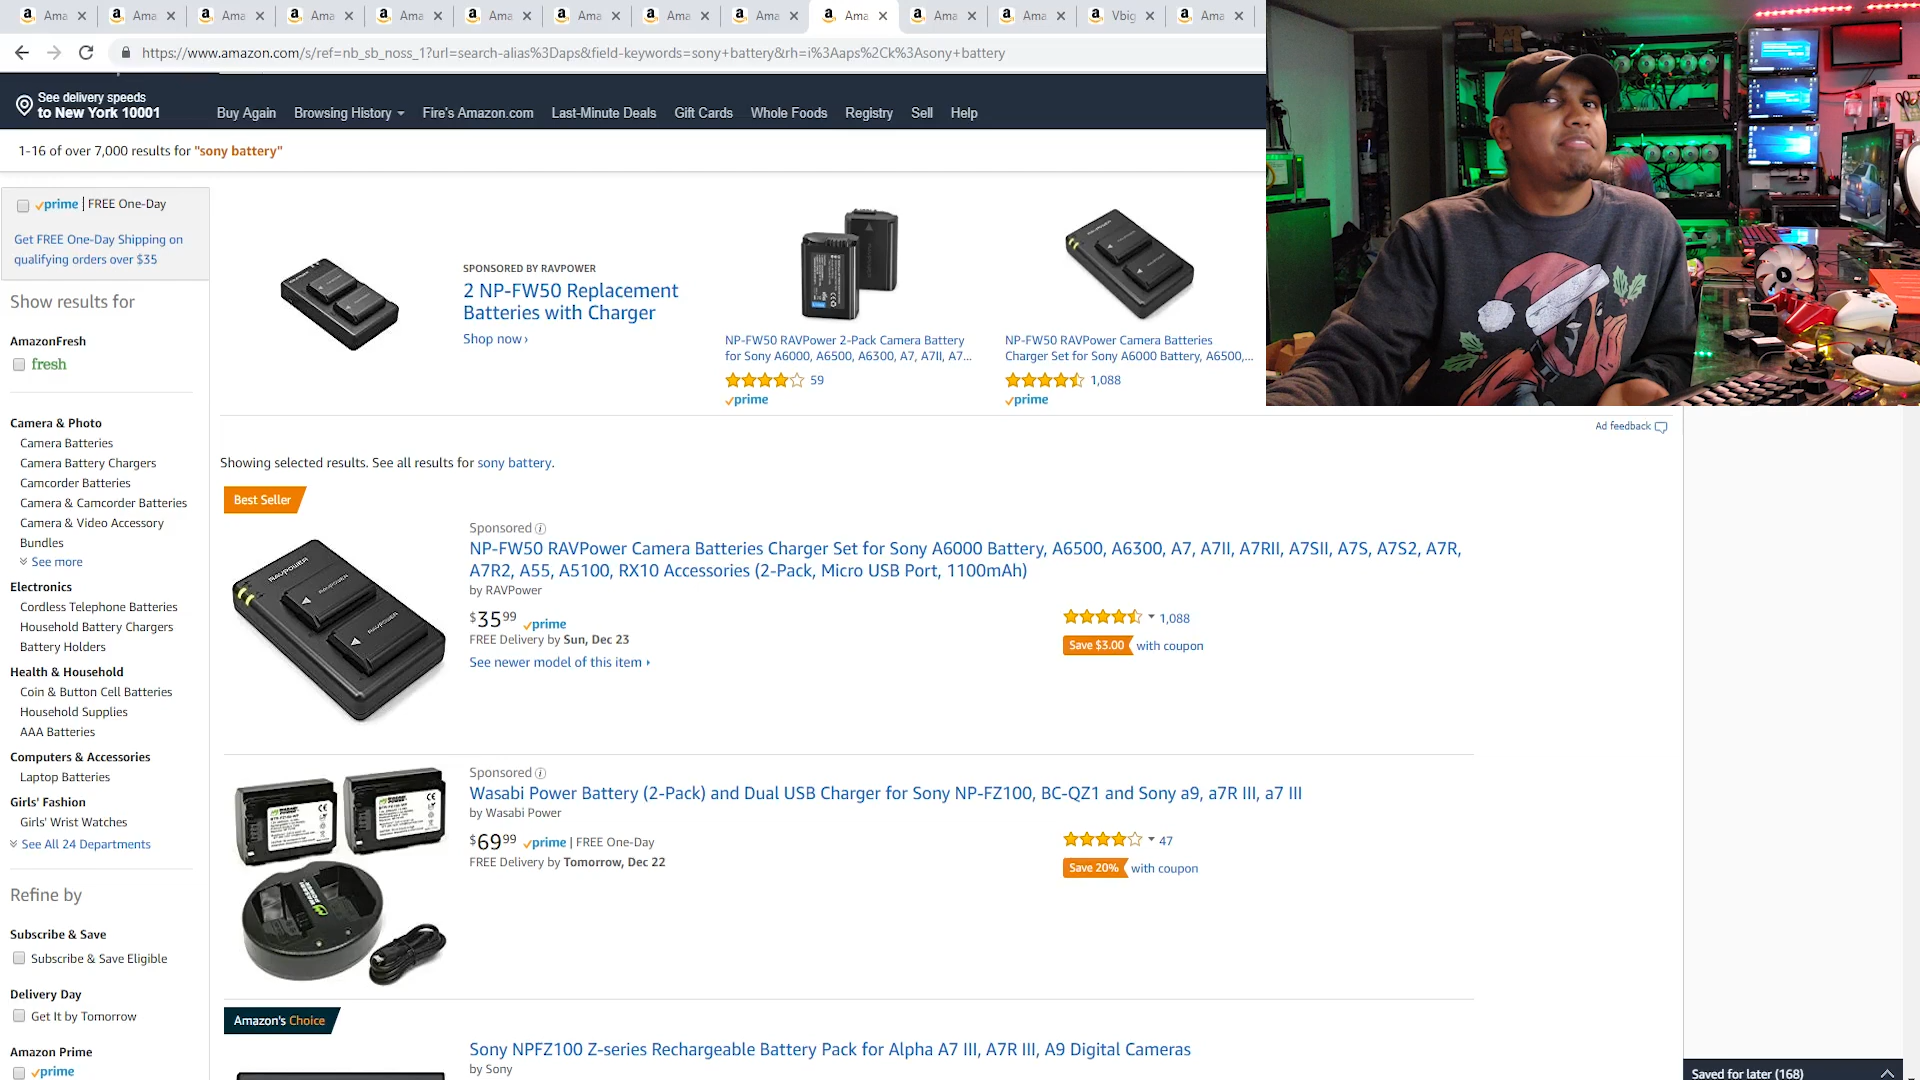 Ama
Ama
Ama
Ama
Ama
Ama
Ama
Ama
Ama
Ama
Ama
Ama
Vbig
Ama
https://www.amazon.com/s/ref=nb_sb_noss_1?url=search-alias%3Daps&field-keywords=sony+battery&rh=i%3Aaps%2Ck%3Asony+battery
See delivery speeds
to New York 10001
Buy Again
Browsing History
Fire's Amazon.com
Last-Minute Deals
Gift Cards
Whole Foods
Registry
Sell
Help
1-16 of over 7,000 results for "sony battery"
prime | FREE One-Day
Get FREE One-Day Shipping on
qualifying orders over $35
Show results for
AmazonFresh
fresh
Camera & Photo
Camera Batteries
Camera Battery Chargers
Camcorder Batteries
Camera & Camcorder Batteries
Camera & Video Accessory
Bundles
See more
Electronics
Cordless Telephone Batteries
Household Battery Chargers
Battery Holders
Health & Household
Coin & Button Cell Batteries
Household Supplies
AAA Batteries
Computers & Accessories
Laptop Batteries
Girls' Fashion
Girls' Wrist Watches
See All 24 Departments
Refine by
Subscribe & Save
Subscribe & Save Eligible
Delivery Day
Get It by Tomorrow
Amazon Prime
prime
SPONSORED BY RAVPOWER
2 NP-FW50 Replacement
Batteries with Charger
Shop now ›
NP-FW50 RAVPower 2-Pack Camera Battery
for Sony A6000, A6500, A6300, A7, A7II, A7...
59
prime
NP-FW50 RAVPower Camera Batteries
Charger Set for Sony A6000 Battery, A6500,...
1,088
prime
Ad feedback
Showing selected results. See all results for sony battery.
Best Seller
RAVPOWER
RAVPOWER
RAVPOWER
Sponsored
NP-FW50 RAVPower Camera Batteries Charger Set for Sony A6000 Battery, A6500, A6300, A7, A7II, A7RII, A7SII, A7S, A7S2, A7R,
A7R2, A55, A5100, RX10 Accessories (2-Pack, Micro USB Port, 1100mAh)
by RAVPower
$35.99 prime
FREE Delivery by Sun, Dec 23
See newer model of this item
1,088
Save $3.00 with coupon
Sponsored
Wasabi Power Battery (2-Pack) and Dual USB Charger for Sony NP-FZ100, BC-QZ1 and Sony a9, a7R III, a7 III
by Wasabi Power
$69.99 prime | FREE One-Day
FREE Delivery by Tomorrow, Dec 22
47
Save 20% with coupon
Amazon's Choice
Sony NPFZ100 Z-series Rechargeable Battery Pack for Alpha A7 III, A7R III, A9 Digital Cameras
by Sony
Saved for later (168)